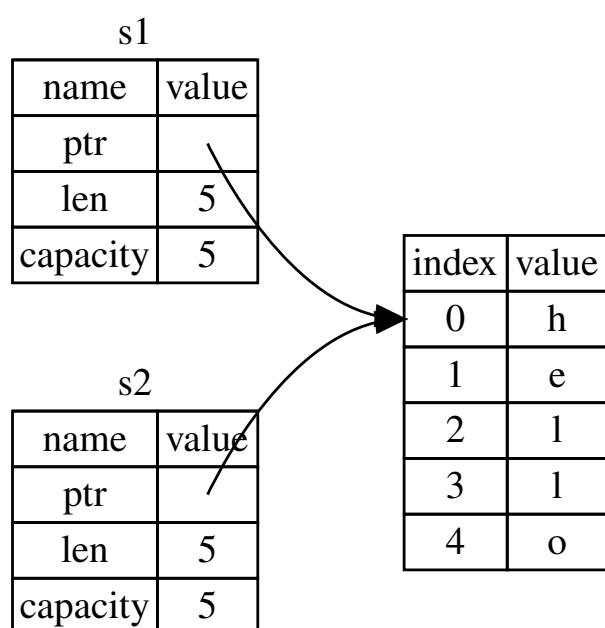 s1
name value
ptr
len 5
capacity 5
s2
name value
ptr
len 5
capacity 5
index value
0 h
1 e
2 l
3 l
4 o